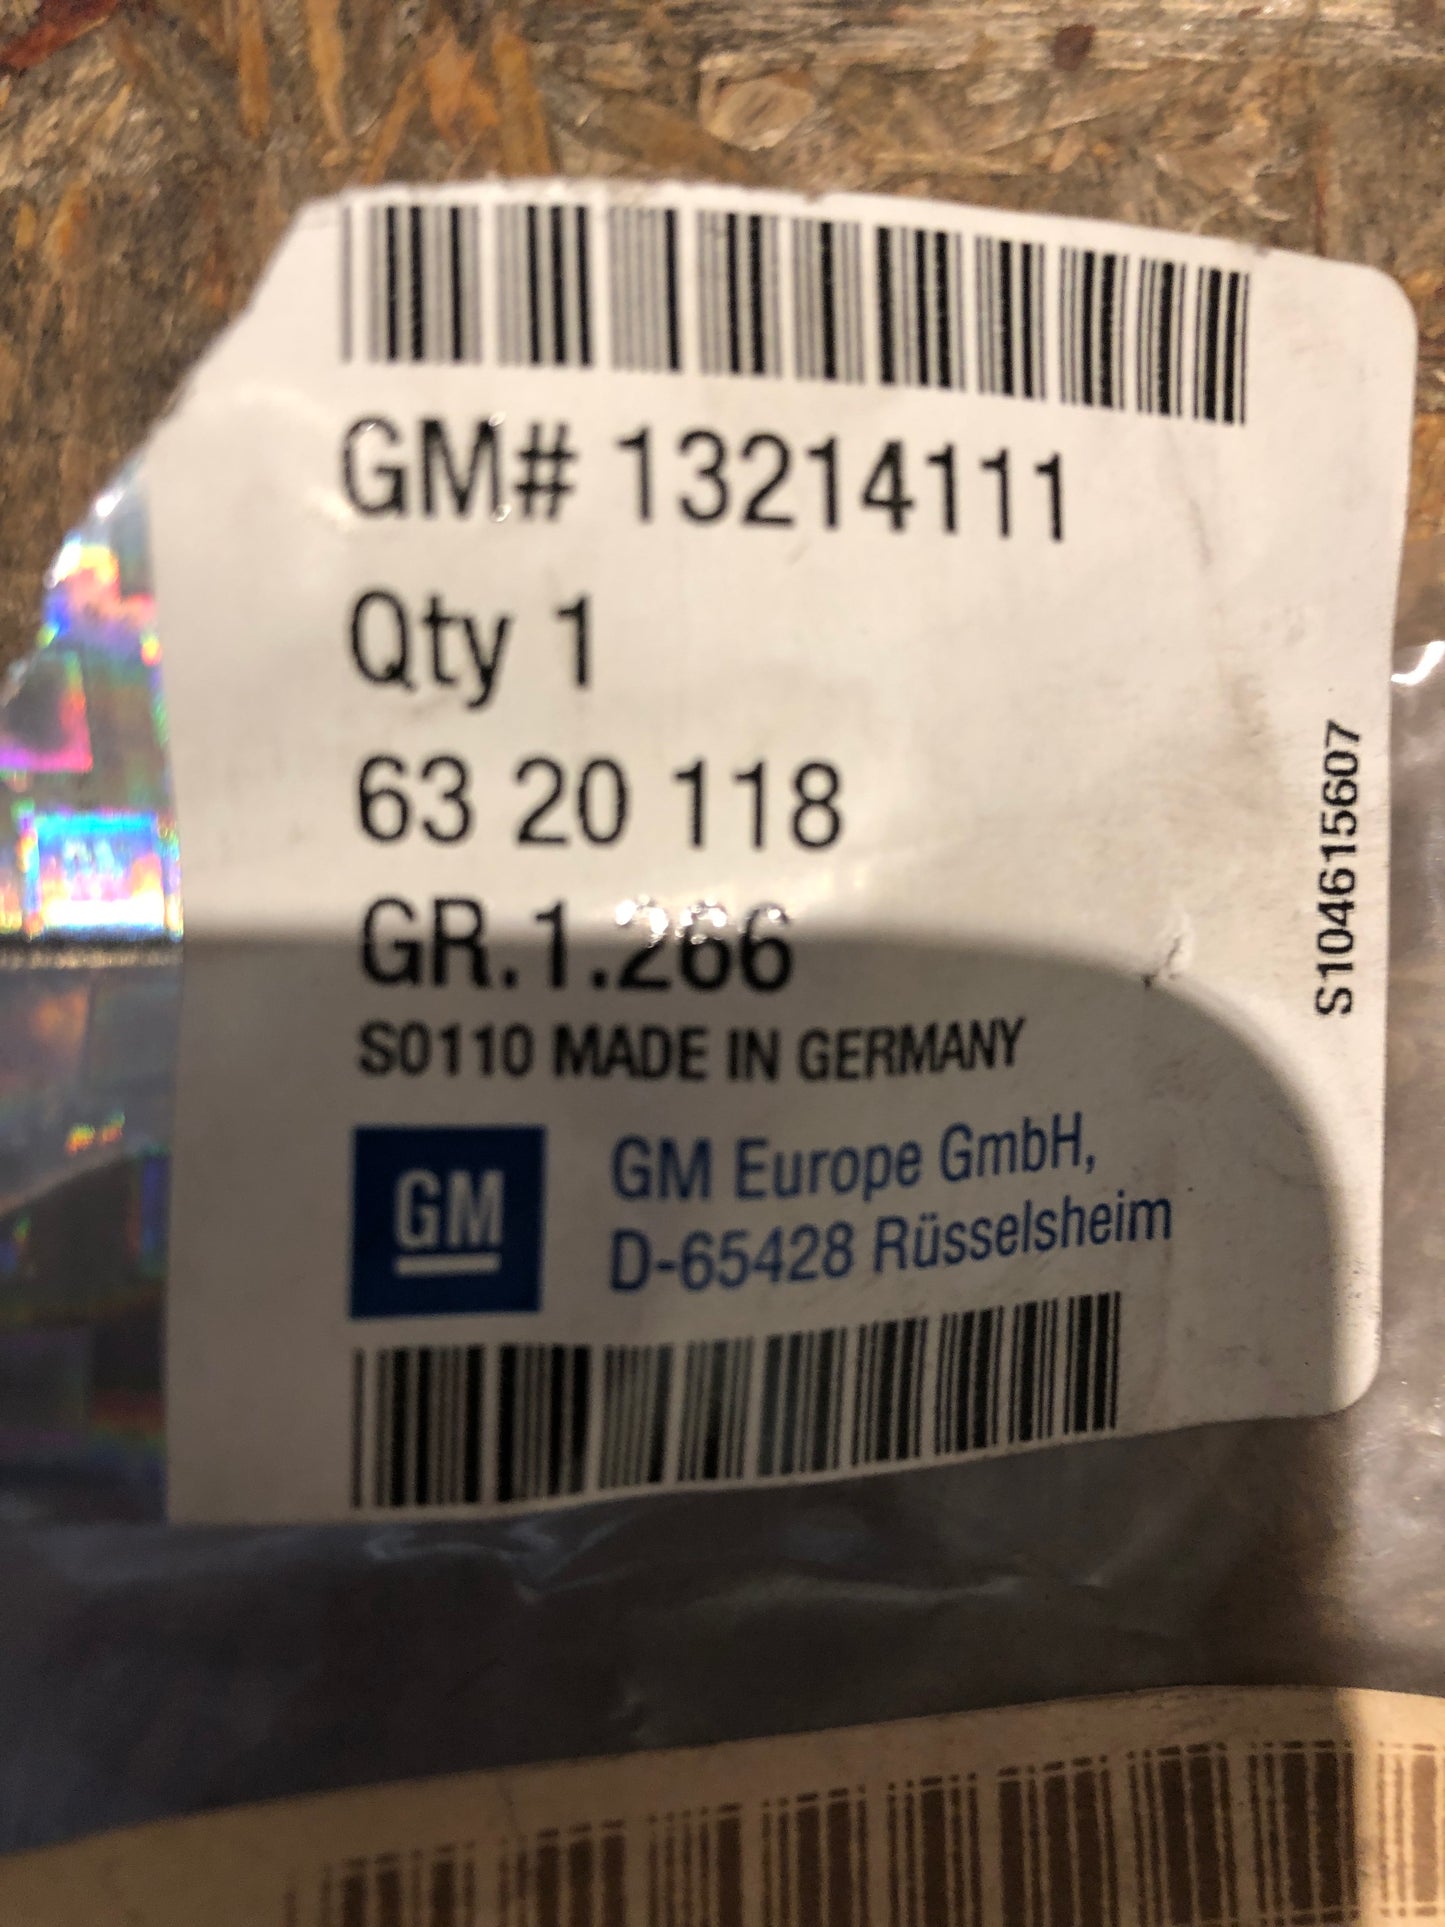 GM# 13214111
Qty 1
63 20 118
GR.1.266
S0110 MADE IN GERMANY
GM
GM Europe GmbH,
D-65428 Rüsselsheim
S104615607